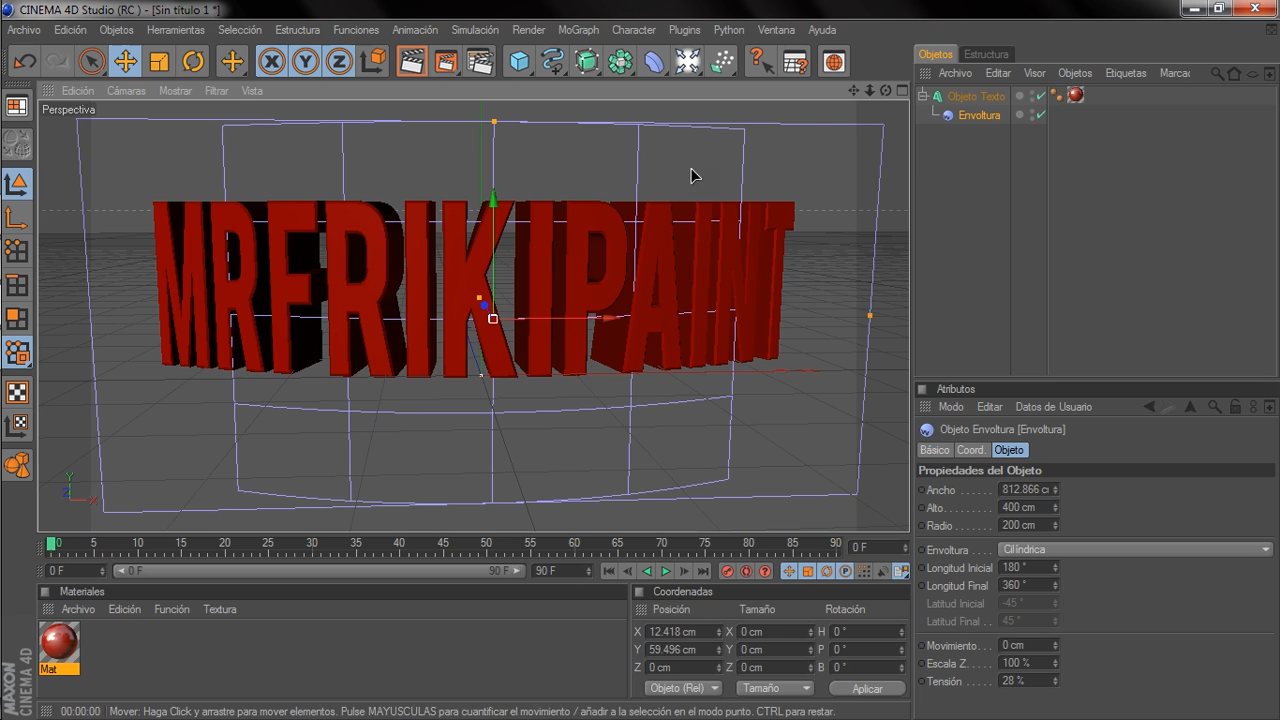 CINEMA 4D Studio (RC ) - [Sin título 1 *]
Archivo Edición Objetos Herramientas Selección Estructura Funciones Animación Simulación Render MoGraph Character Plugins Python Ventana Ayuda
Edición Cámaras Mostrar Filtrar Vista
Perspectiva
MRFRIKIPAINT
Y
Z X
0 5 10 15 20 25 30 35 40 45 50 55 60 65 70 75 80 85 90 0 F
0 F 0 F 90 F 90 F
Materiales
Archivo Edición Función Textura
Mat
Coordenadas
Posición Tamaño Rotación
X 12.418 cm X 0 cm H 0 °
Y 59.496 cm Y 0 cm P 0 °
Z 0 cm Z 0 cm B 0 °
Objeto (Rel) Tamaño Aplicar
MAXON
CINEMA 4D
00:00:00 Mover: Haga Click y arrastre para mover elementos. Pulse MAYUSCULAS para cuantificar el movimiento / añadir a la selección en el modo punto. CTRL para restar.
Objetos Estructura
Archivo Editar Visor Objetos Etiquetas Marca
Objeto Texto
Envoltura
Atributos
Modo Editar Datos de Usuario
Objeto Envoltura [Envoltura]
Básico Coord. Objeto
Propiedades del Objeto
Ancho . . . . . . 812.866 c
Alto. . . . . . . . 400 cm
Radio . . . . . . 200 cm
Envoltura . . . . Cilíndrica
Longitud Inicial 180 °
Longitud Final 360 °
Latitud Inicial -45 °
Latitud Final . . 45 °
Movimiento. . 0 cm
Escala Z. . . . 100 %
Tensión . . . . 28 %